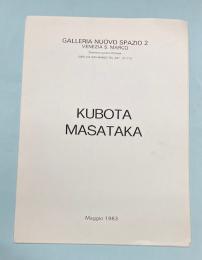 GALLERIA NUOVO SPAZIO 2
VENEZIA S. MARCO
KUBOTA
MASATAKA
Maggio 1983